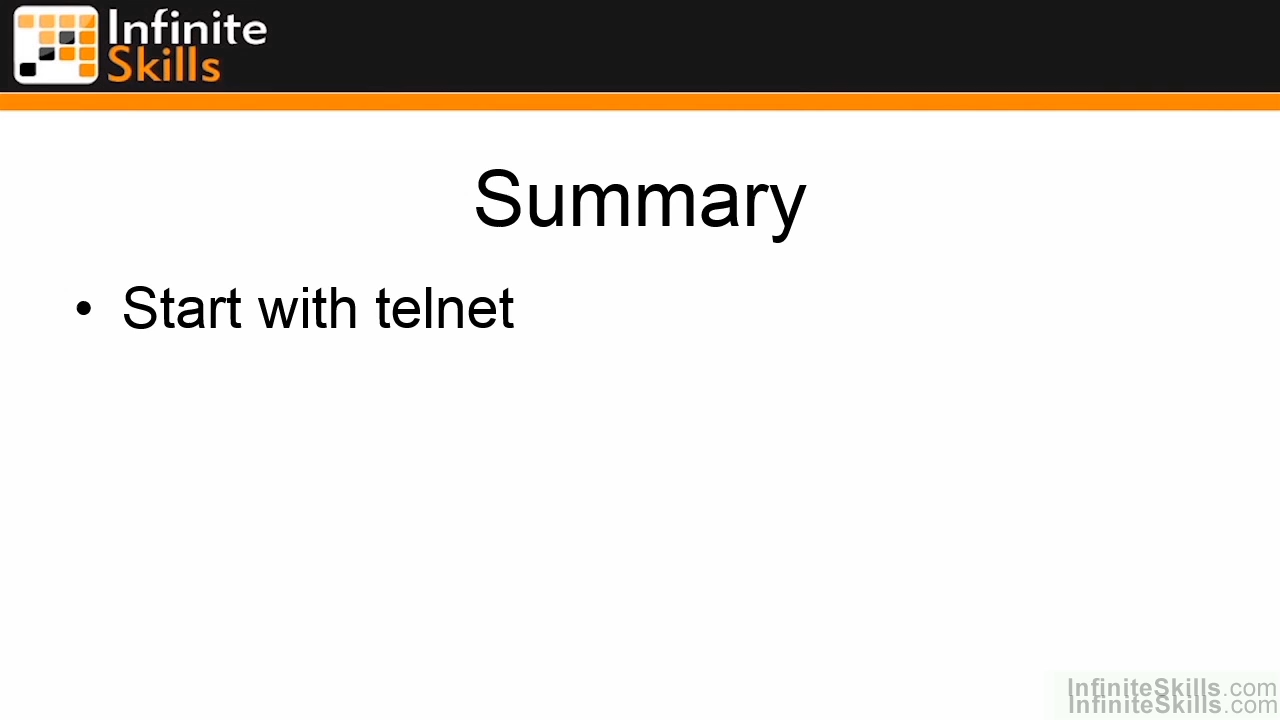 Infinite
Skills
Summary
• Start with telnet
InfiniteSkills.com
InfiniteSkills.com